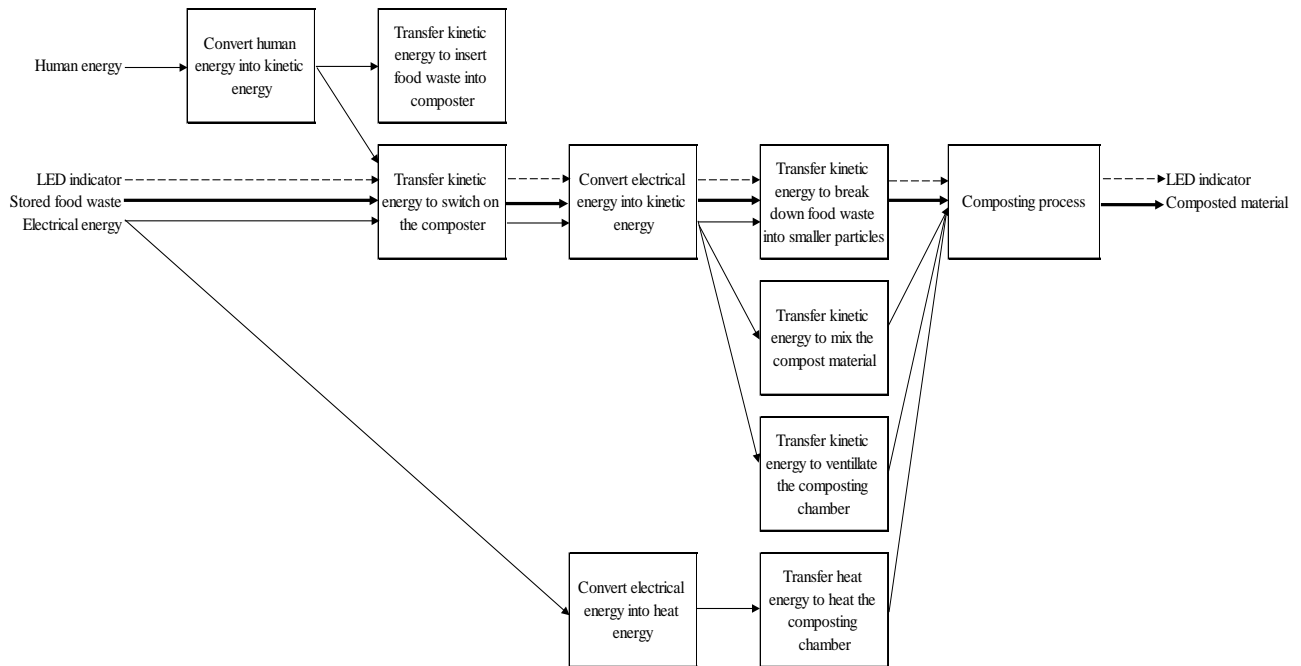 Human energy
Convert human
energy into kinetic
energy
Transfer kinetic
energy to insert
food waste into
composter
LED indicator
Stored food waste
Electrical energy
Transfer kinetic
energy to switch on
the composter
Convert electrical
energy into kinetic
energy
Transfer kinetic
energy to break
down food waste
into smaller particles
Composting process
LED indicator
Composted material
Transfer kinetic
energy to mix the
compost material
Transfer kinetic
energy to ventillate
the composting
chamber
Convert electrical
energy into heat
energy
Transfer heat
energy to heat the
composting
chamber